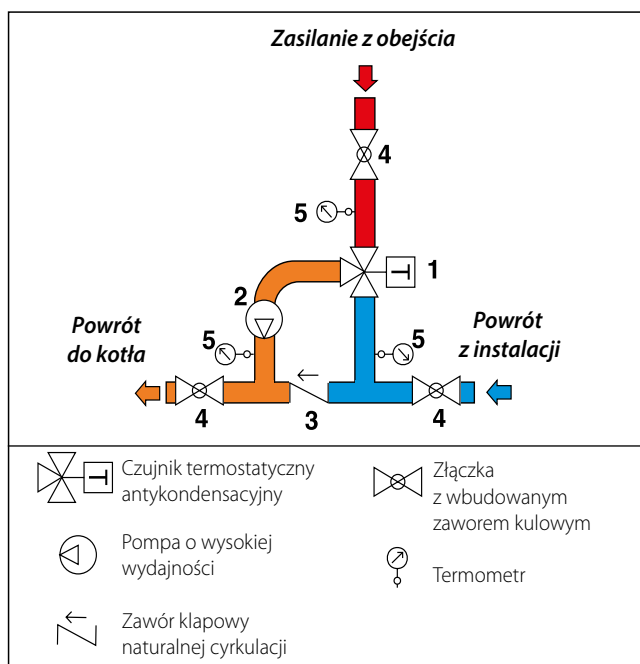 Zasilanie z obejścia
4
5
1
2
Powrót
do kotła
5
5
Powrót
z instalacji
4
3
4
Czujnik termostatyczny
antykondensacyjny
Złączka
z wbudowanym
zaworem kulowym
Pompa o wysokiej
wydajności
Termometr
Zawór klapowy
naturalnej cyrkulacji